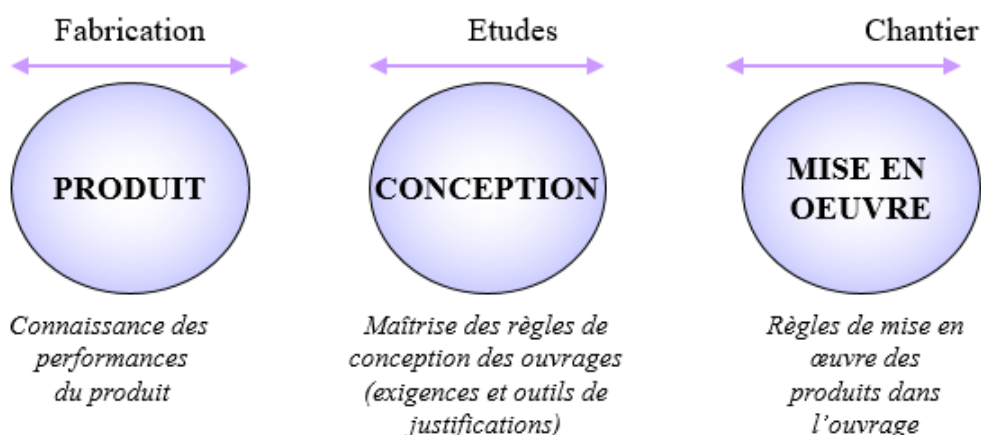 Fabrication
Etudes
Chantier
PRODUIT
CONCEPTION
MISE EN
OEUVRE
Connaissance des
performances
du produit
Maîtrise des règles de
conception des ouvrages
(exigences et outils de
justifications)
Règles de mise en
œuvre des
produits dans
l’ouvrage